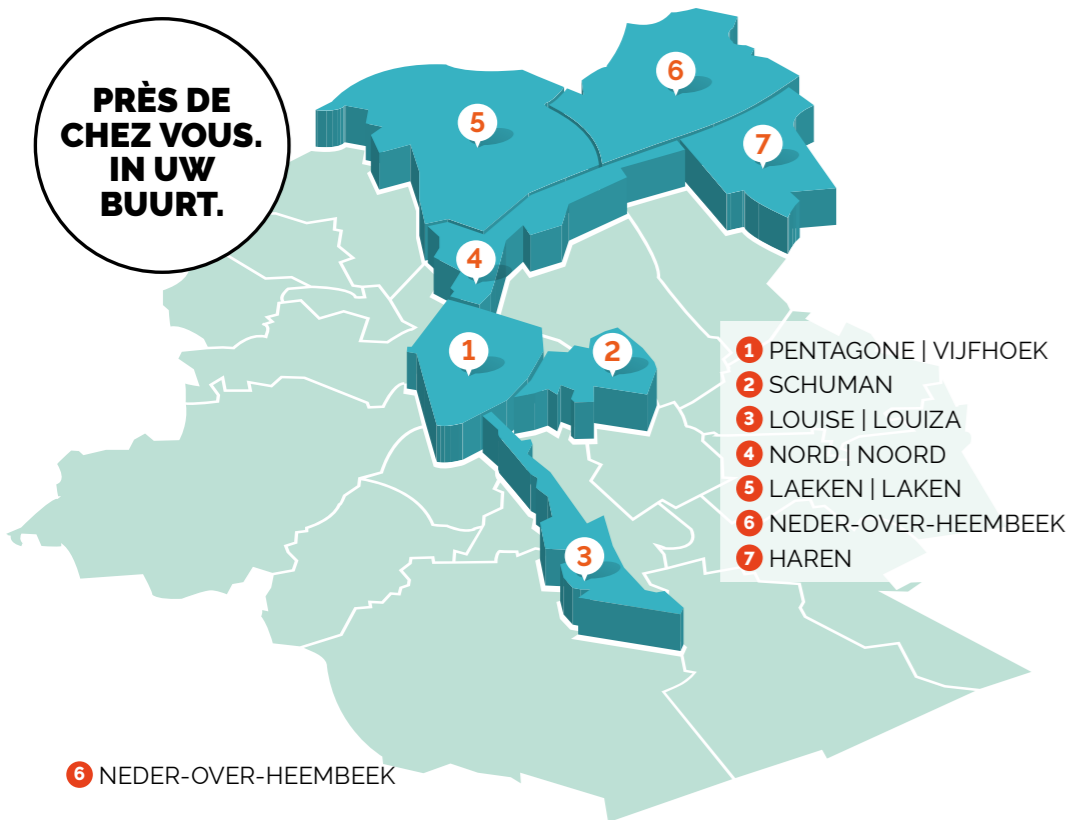 PRÈS DE
CHEZ VOUS.
IN UW
BUURT.
6
5
7
4
1
2
3
1 PENTAGONE | VIJFHOEK
2 SCHUMAN
3 LOUISE | LOUIZA
4 NORD | NOORD
5 LAEKEN | LAKEN
6 NEDER-OVER-HEEMBEEK
7 HAREN
6 NEDER-OVER-HEEMBEEK